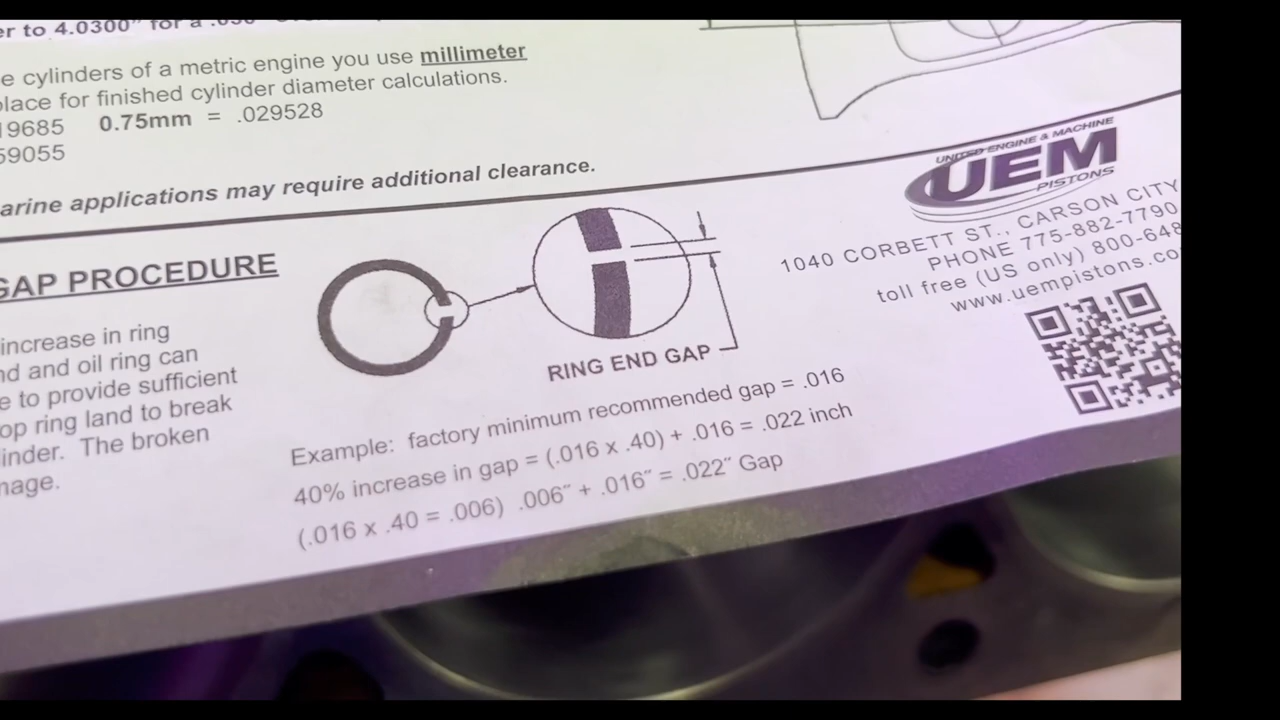 er to 4.0300" for a .030"
e cylinders of a metric engine you use millimeter
place for finished cylinder diameter calculations.
19685 0.75mm = .029528
59055
arine applications may require additional clearance.
GAP PROCEDURE
increase in ring
nd and oil ring can
e to provide sufficient
op ring land to break
inder. The broken
mage.
RING END GAP
Example: factory minimum recommended gap = .016
40% increase in gap = (.016 x .40) + .016 = .022 inch
(.016 x .40 = .006) .006" + .016" = .022" Gap
UNITED ENGINE & MACHINE
UEM
PISTONS
1040 CORBETT ST., CARSON CITY
PHONE 775-882-7790
toll free (US only) 800-648
www.uempistons.co